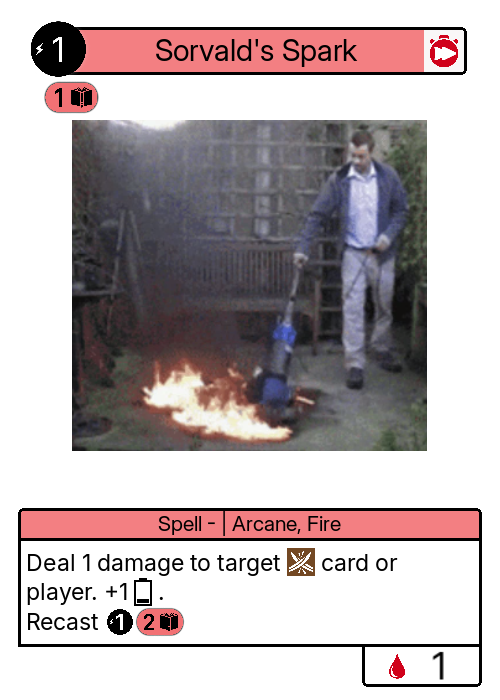 1
Sorvald's Spark
1
Spell - | Arcane, Fire
Deal 1 damage to target card or
player. +1 .
Recast 1 2
1